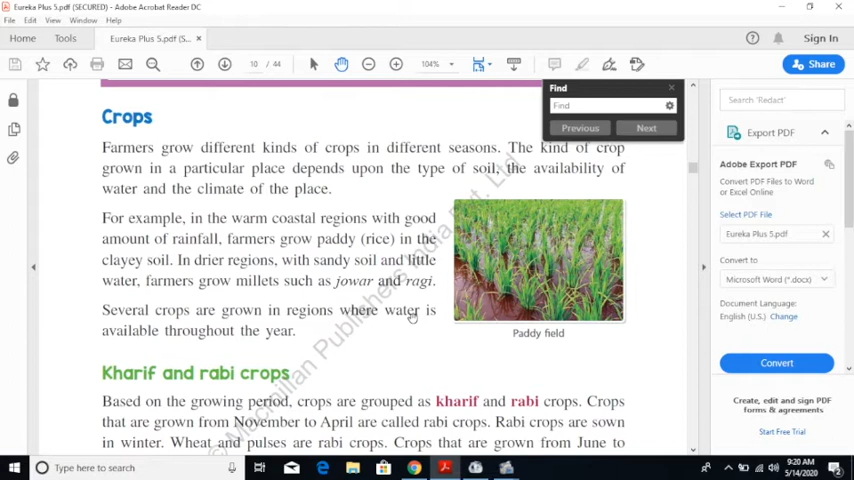 Eureka Plus 5.pdf (SECURED) - Adobe Acrobat Reader DC
File Edit View Window Help
Home Tools Eureka Plus 5.pdf (S... × Sign In
10 / 44 104% Share
Find
Find
Previous Next
Crops
Farmers grow different kinds of crops in different seasons. The kind of crop
grown in a particular place depends upon the type of soil, the availability of
water and the climate of the place.
For example, in the warm coastal regions with good
amount of rainfall, farmers grow paddy (rice) in the
clayey soil. In drier regions, with sandy soil and little
water, farmers grow millets such as jowar and ragi.
Several crops are grown in regions where water is
available throughout the year.
Paddy field
Kharif and rabi crops
Based on the growing period, crops are grouped as kharif and rabi crops. Crops
that are grown from November to April are called rabi crops. Rabi crops are sown
in winter. Wheat and pulses are rabi crops. Crops that are grown from June to
© Macmillan Publishers India Pvt. Ltd
Search 'Redact'
Export PDF
Adobe Export PDF
Convert PDF Files to Word
or Excel Online
Select PDF File
Eureka Plus 5.pdf
Convert to
Microsoft Word (*.docx)
Document Language:
English (U.S.) Change
Convert
Create, edit and sign PDF
forms & agreements
Start Free Trial
Type here to search
9:20 AM
5/14/2020